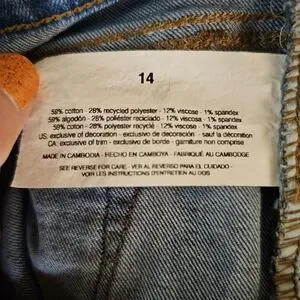 14
59% cotton - 28% recycled polyester - 12% viscose - 1% spandex
59% algodón - 28% poliéster reciclado - 12% viscosa - 1% spandex
59% coton - 28% polyester recyclé - 12% viscose - 1% spandex
US: exclusive of decoration - exclusivo de decoración - sauf la décoration
CA: exclusive of trim - exclusivo de borde - garniture non comprise
MADE IN CAMBODIA - HECHO EN CAMBOYA - FABRIQUÉ AU CAMBODGE
SEE REVERSE FOR CARE - VER AL REVERSO PARA EL CUIDADO
VOIR LES INSTRUCTIONS D'ENTRETIEN AU DOS